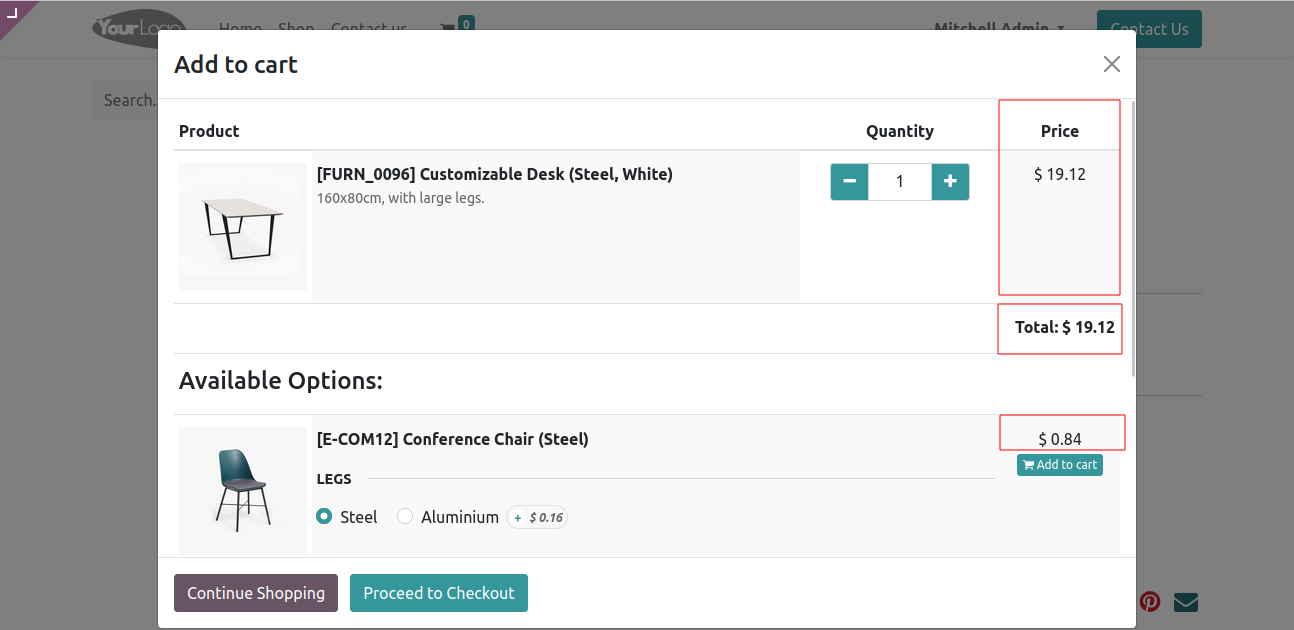 YourLogo
Home Shop Contact us 0 Mitchell Admin Contact Us
Add to cart
Search..
Product Quantity Price
[FURN_0096] Customizable Desk (Steel, White) 1 $ 19.12
160x80cm, with large legs.
Total: $ 19.12
Available Options:
[E-COM12] Conference Chair (Steel) $ 0.84
Add to cart
LEGS
Steel Aluminium + $ 0.16
Continue Shopping Proceed to Checkout